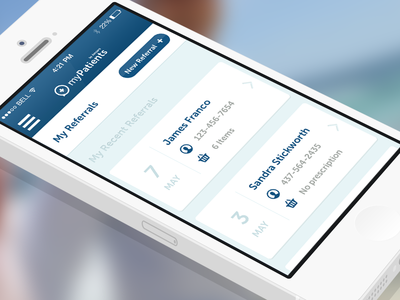 BELL 4:21 PM 22%
myPatients
My Referrals
New Referral +
My Recent Referrals
7
MAY
James Franco
123-456-7654
6 Items
3
MAY
Sandra Stickworth
437-564-2435
No prescription